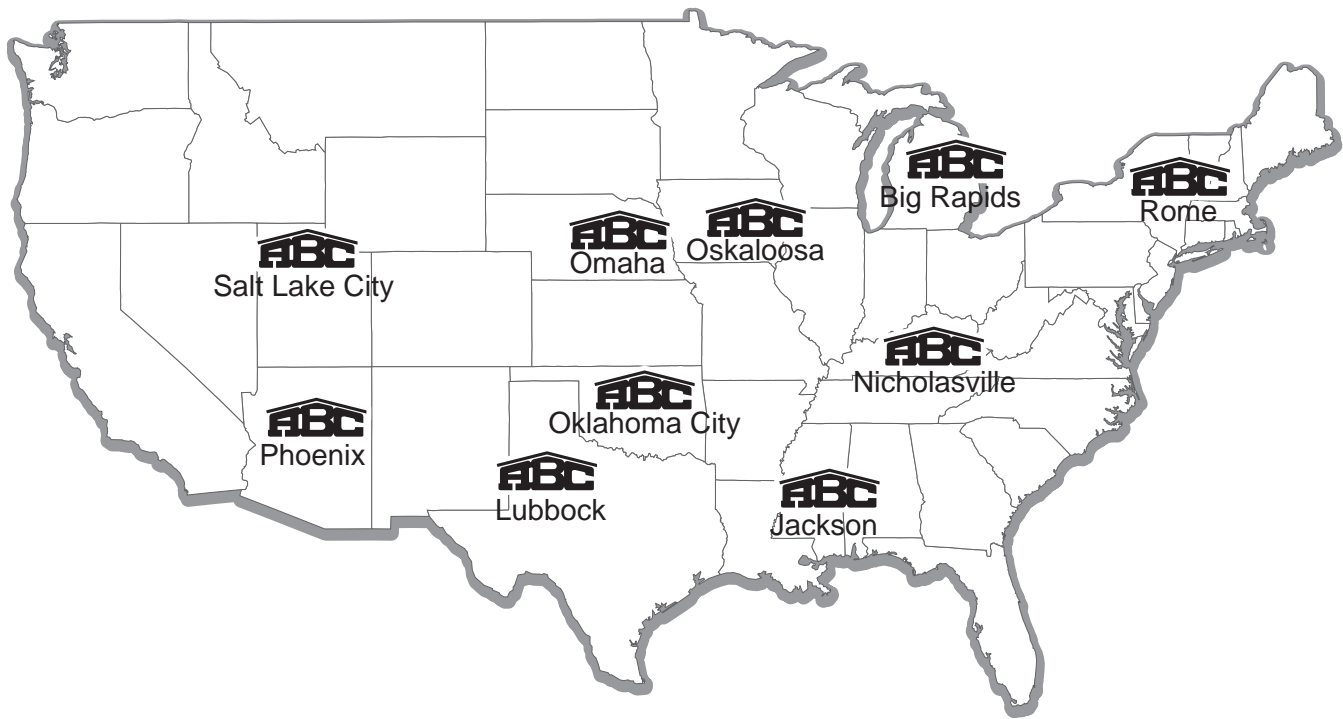 ABC
Big Rapids
ABC
Rome
ABC
Oskaloosa
ABC
Omaha
ABC
Salt Lake City
ABC
Nicholasville
ABC
Oklahoma City
ABC
Phoenix
ABC
Lubbock
ABC
Jackson